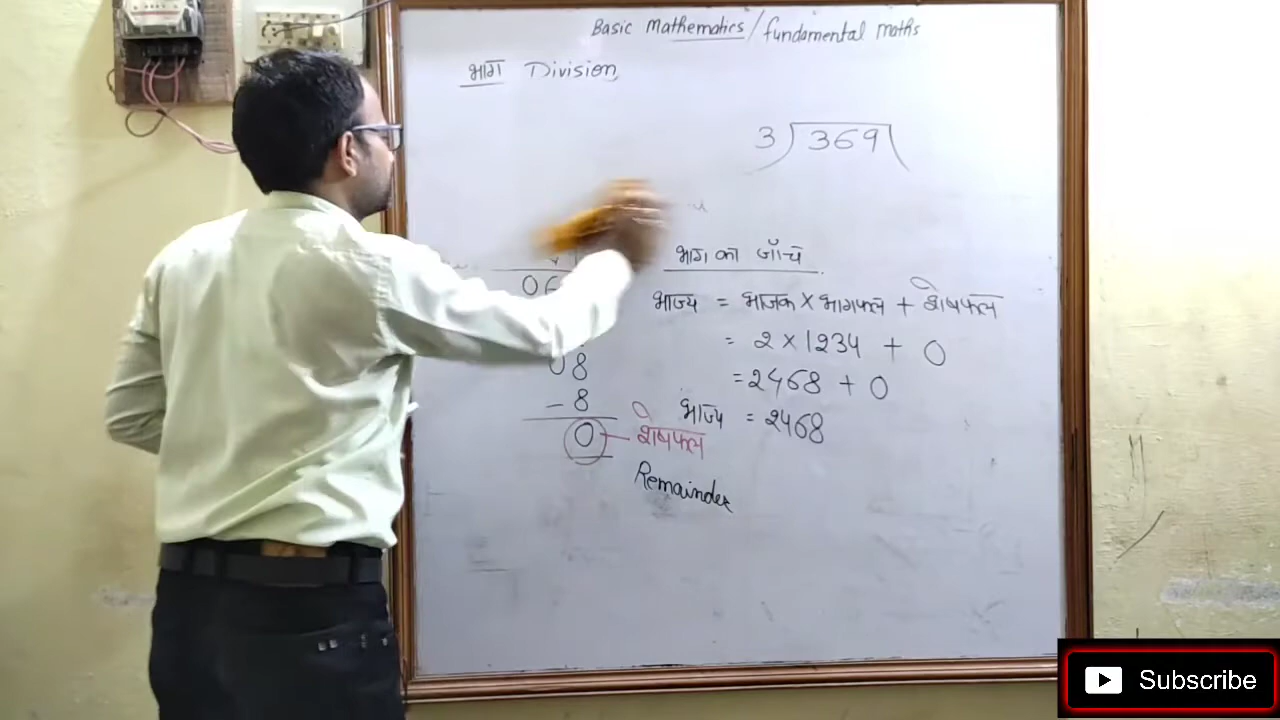 Basic Mathematics/fundamental maths
भाग Division
3) 369(
भाग का जाँच
06
भाज्य = भाजक × भागफल + शेषफल
= 2 × 1234 + 0
08
= 2468 + 0
- 8
भाज्य = 2468
0 - शेषफल
Remainder
Subscribe